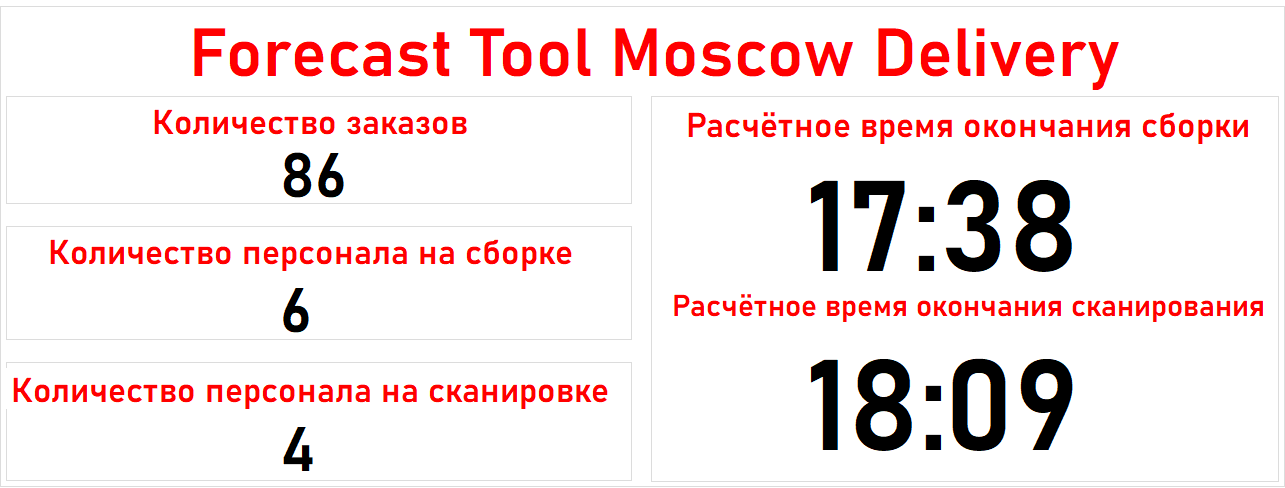 Forecast Tool Moscow Delivery
Количество заказов
86
Количество персонала на сборке
6
Количество персонала на сканировке
4
Расчётное время окончания сборки
17:38
Расчётное время окончания сканирования
18:09